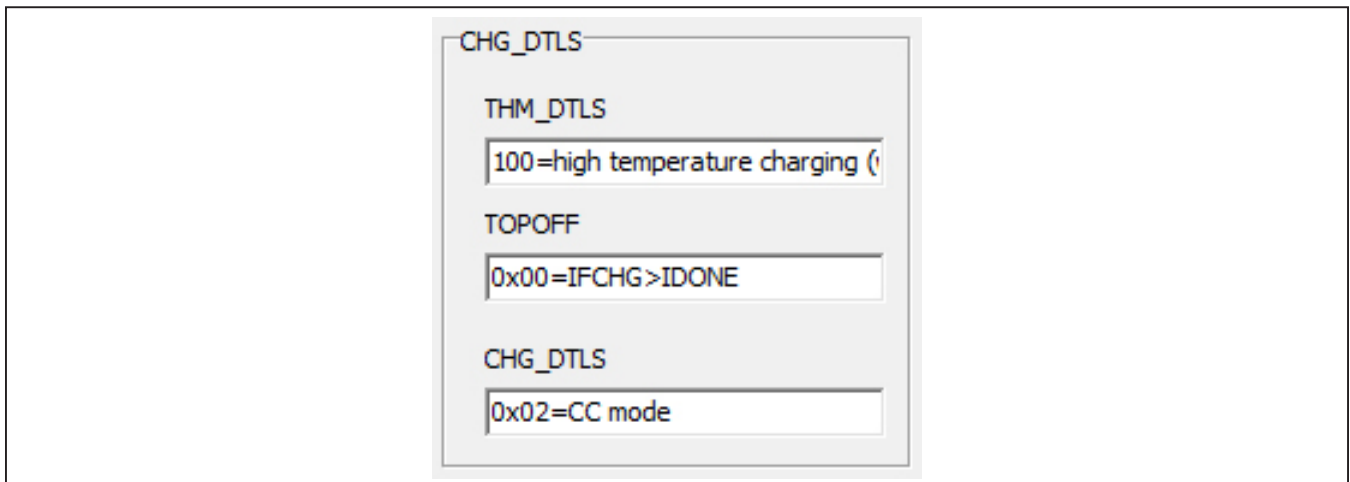 CHG_DTLS
THM_DTLS
100=high temperature charging (
TOPOFF
0x00=IFCHG>IDONE
CHG_DTLS
0x02=CC mode